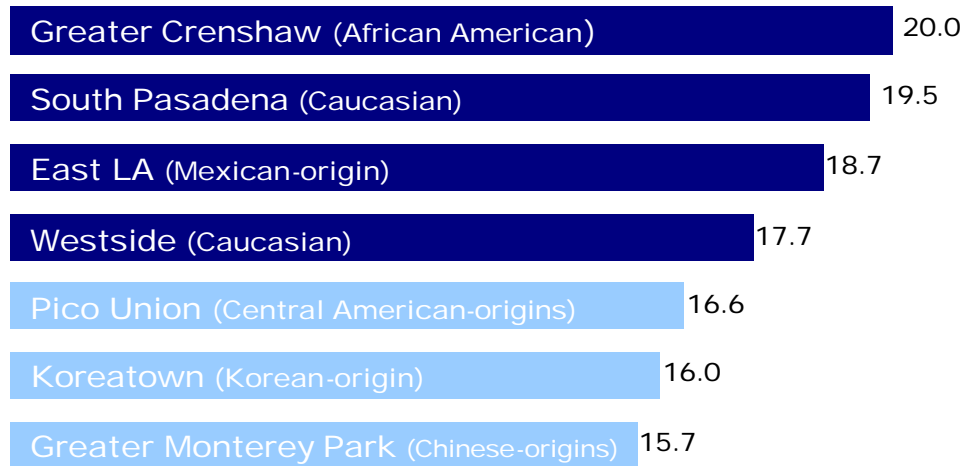 Greater Crenshaw (African American) 20.0
South Pasadena (Caucasian) 19.5
East LA (Mexican-origin) 18.7
Westside (Caucasian) 17.7
Pico Union (Central American-origins) 16.6
Koreatown (Korean-origin) 16.0
Greater Monterey Park (Chinese-origins) 15.7